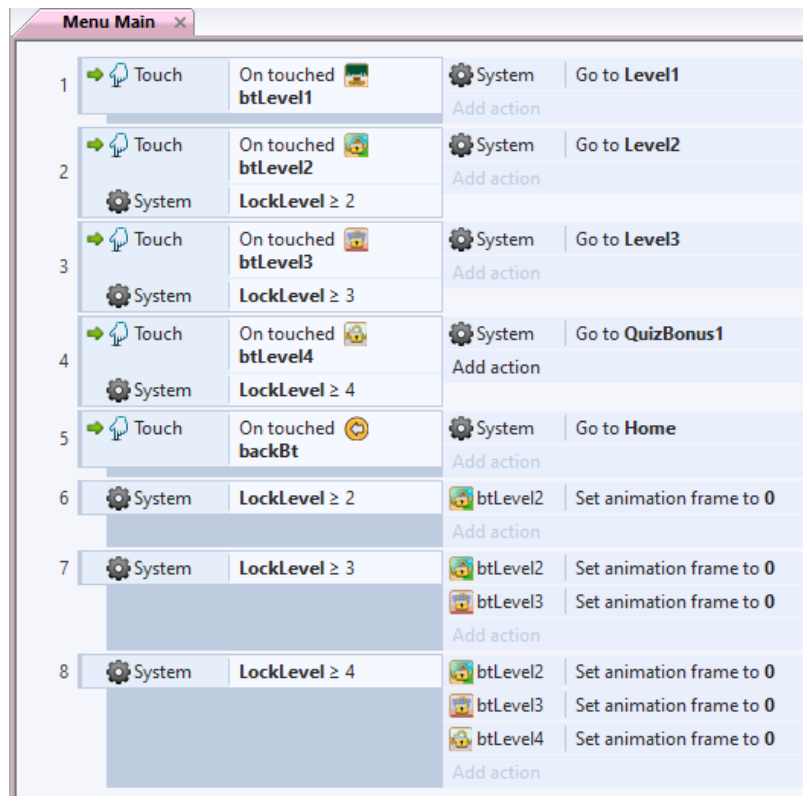 Menu Main ×
1 Touch On touched btLevel1 System Go to Level1
Add action
2 Touch On touched btLevel2 System Go to Level2
Add action
System LockLevel ≥ 2
3 Touch On touched btLevel3 System Go to Level3
Add action
System LockLevel ≥ 3
4 Touch On touched btLevel4 System Go to QuizBonus1
Add action
System LockLevel ≥ 4
5 Touch On touched backBt System Go to Home
Add action
6 System LockLevel ≥ 2 btLevel2 Set animation frame to 0
Add action
7 System LockLevel ≥ 3 btLevel2 Set animation frame to 0
btLevel3 Set animation frame to 0
Add action
8 System LockLevel ≥ 4 btLevel2 Set animation frame to 0
btLevel3 Set animation frame to 0
btLevel4 Set animation frame to 0
Add action